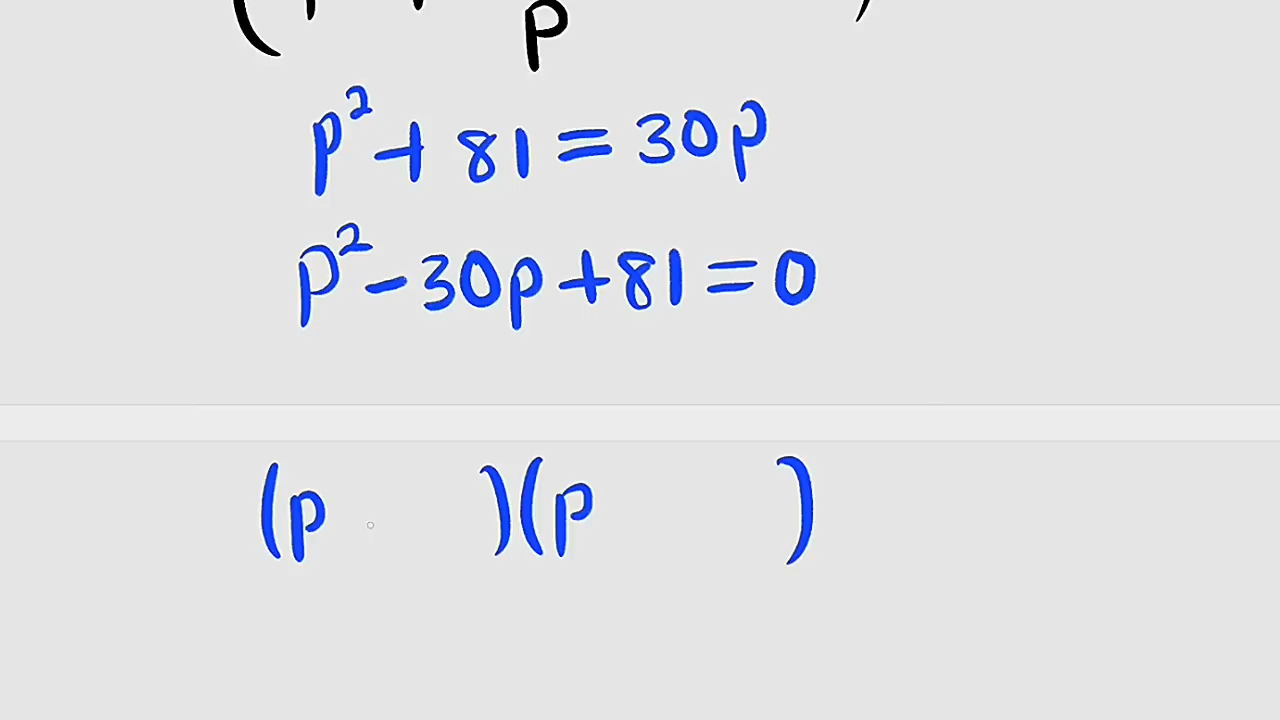 p
p² + 81 = 30p
p² - 30p + 81 = 0
(p )(p )